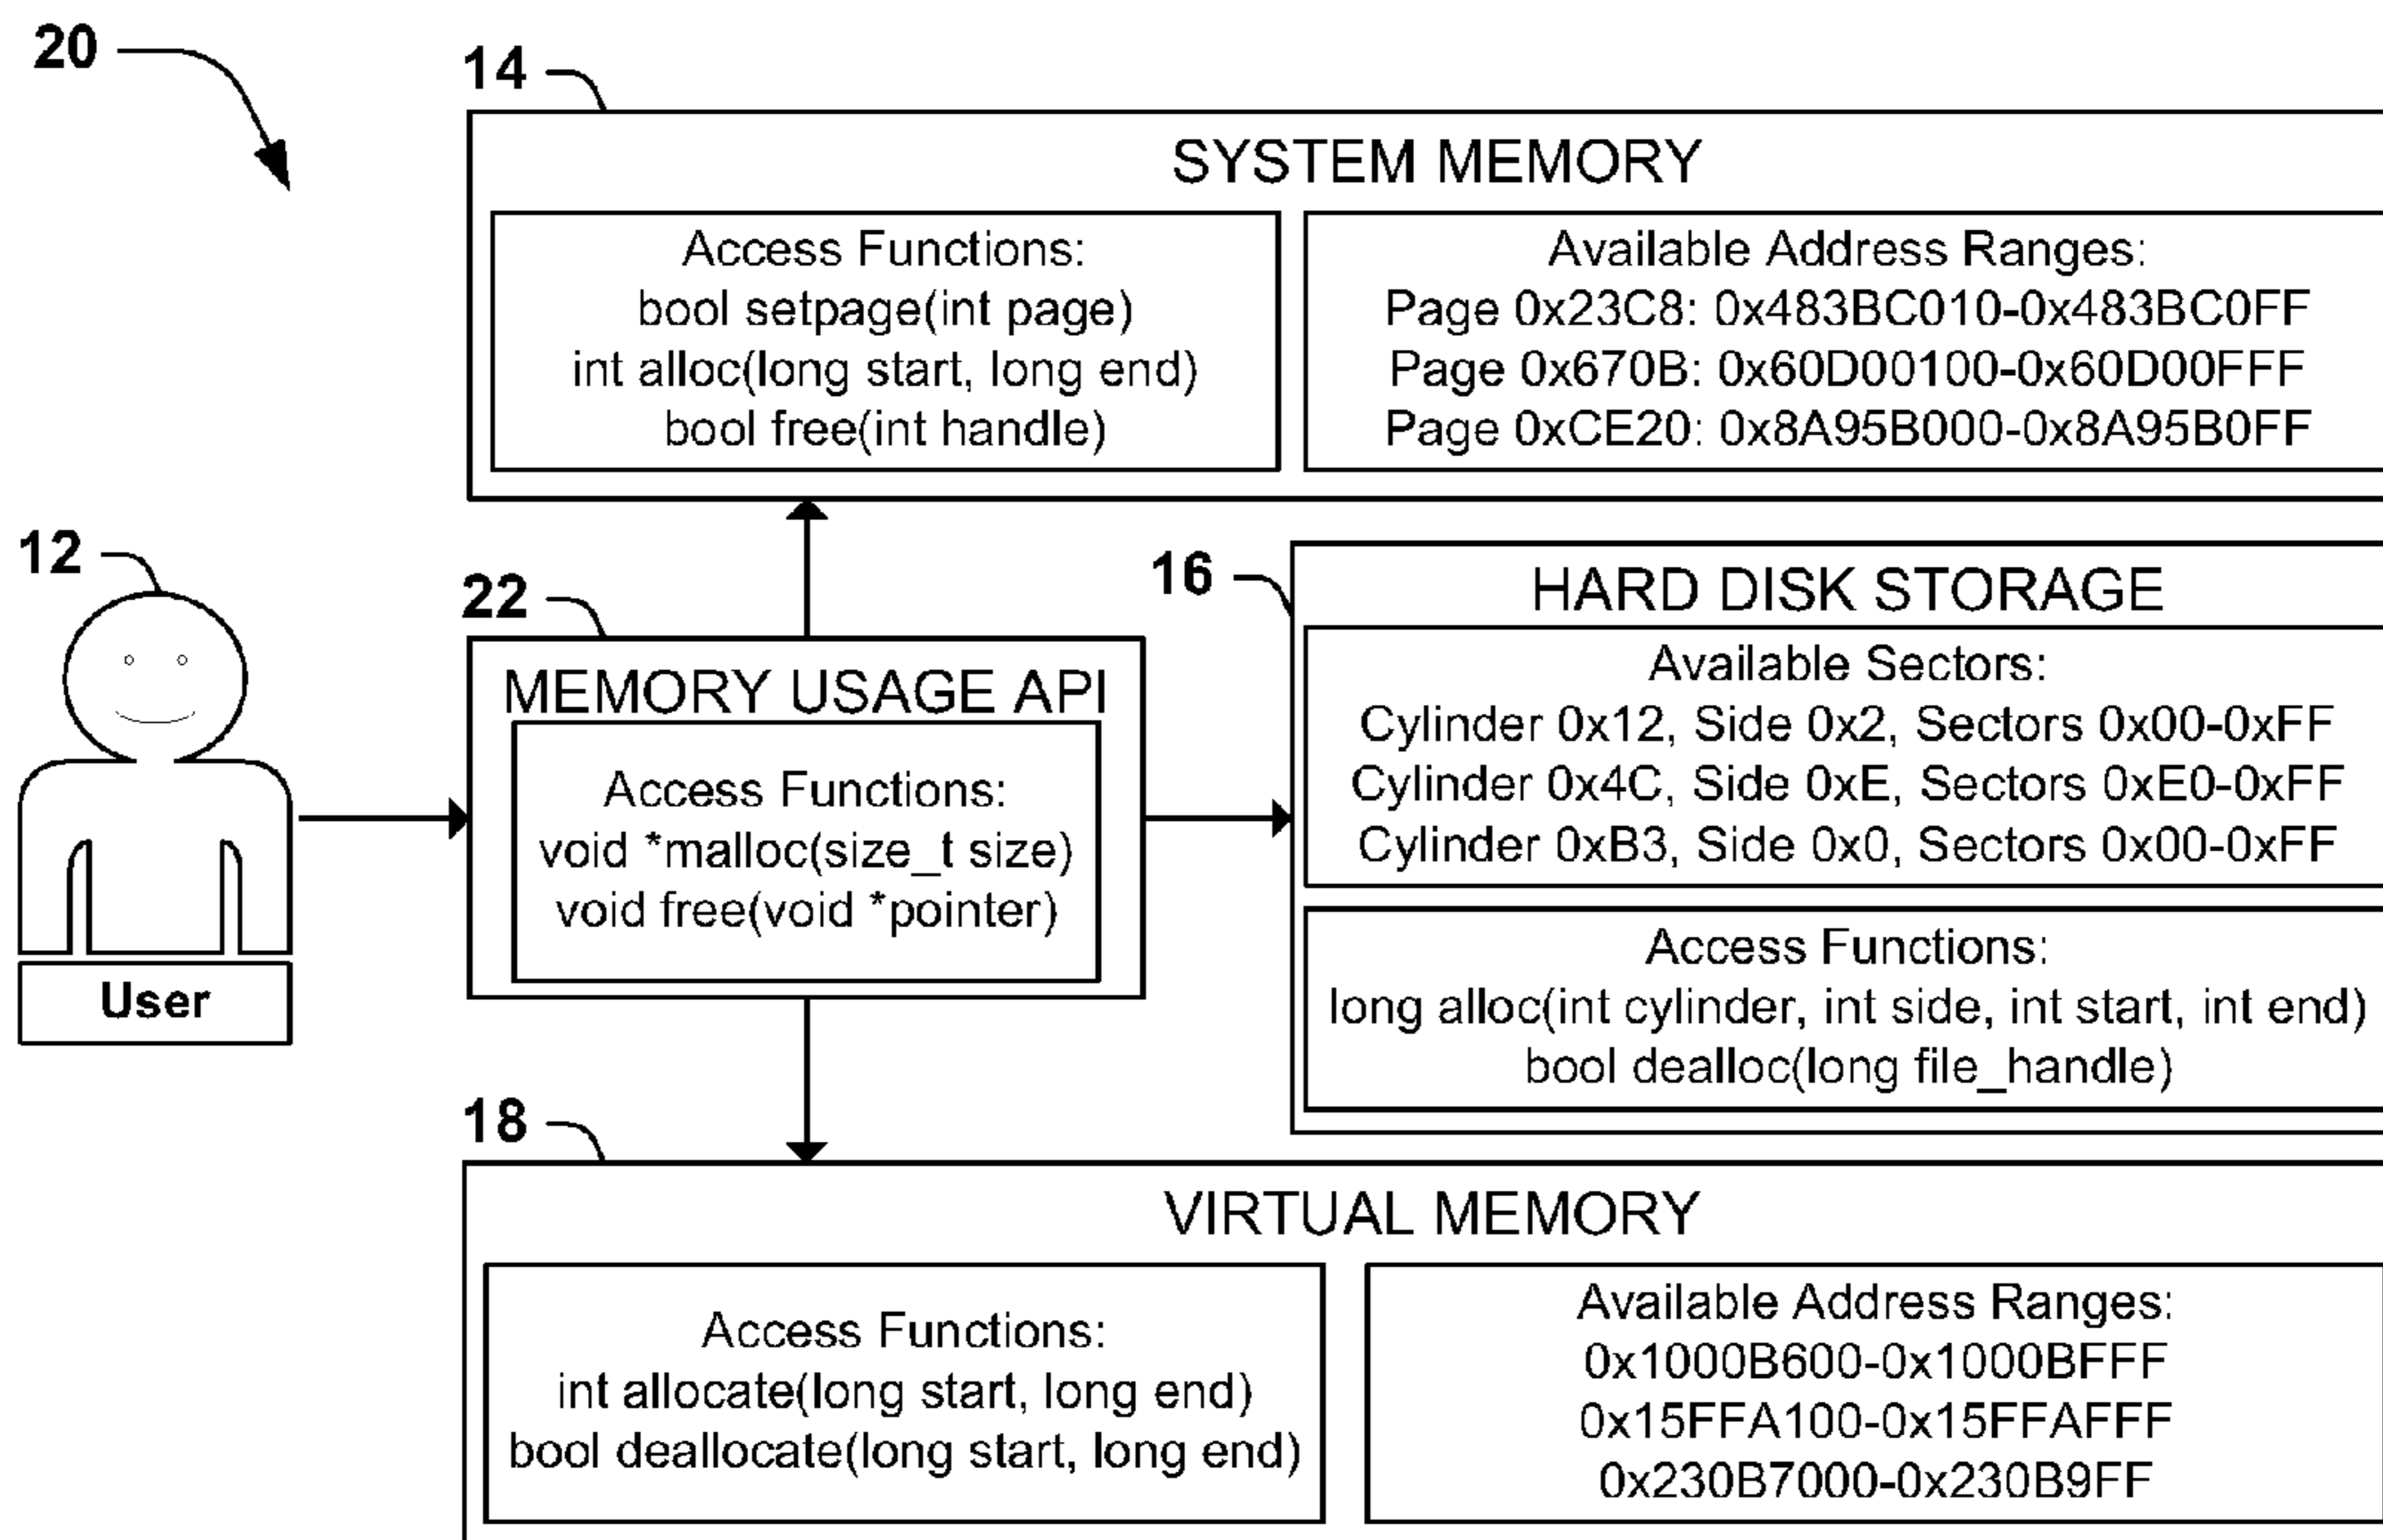 20
14
SYSTEM MEMORY
Access Functions:
bool setpage(int page)
int alloc(long start, long end)
bool free(int handle)
Available Address Ranges:
Page 0x23C8: 0x483BC010-0x483BC0FF
Page 0x670B: 0x60D00100-0x60D00FFF
Page 0xCE20: 0x8A95B000-0x8A95B0FF
12
User
22
MEMORY USAGE API
Access Functions:
void *malloc(size_t size)
void free(void *pointer)
16
HARD DISK STORAGE
Available Sectors:
Cylinder 0x12, Side 0x2, Sectors 0x00-0xFF
Cylinder 0x4C, Side 0xE, Sectors 0xE0-0xFF
Cylinder 0xB3, Side 0x0, Sectors 0x00-0xFF
Access Functions:
long alloc(int cylinder, int side, int start, int end)
bool dealloc(long file_handle)
18
VIRTUAL MEMORY
Access Functions:
int allocate(long start, long end)
bool deallocate(long start, long end)
Available Address Ranges:
0x1000B600-0x1000BFFF
0x15FFA100-0x15FFAFFF
0x230B7000-0x230B9FF